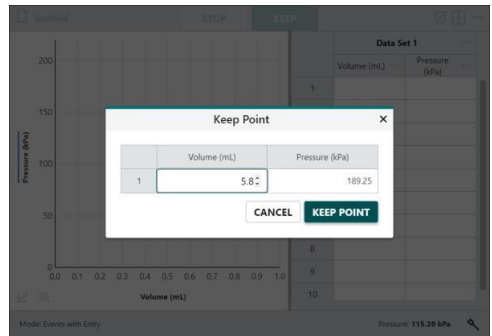 Untitled
STOP
KEEP
Data Set 1
Volume (mL)
Pressure (kPa)
200
150
100
50
0
Pressure (kPa)
0.0 0.1 0.2 0.3 0.4 0.5 0.6 0.7 0.8 0.9 1.0
Volume (mL)
1
8
9
10
Keep Point
Volume (mL) Pressure (kPa)
1 5.8 189.25
CANCEL KEEP POINT
Mode: Events with Entry
Pressure: 115.39 kPa